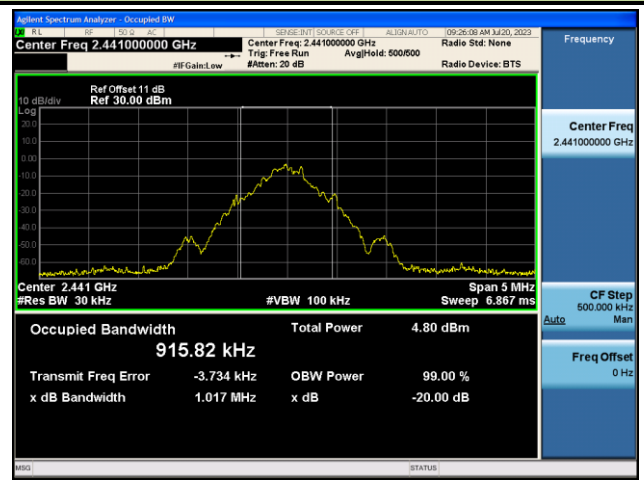 Agilent Spectrum Analyzer - Occupied BW
RL RF 50 Ω AC SENSE:INT SOURCE OFF ALIGNAUTO 09:26:08 AM Jul 20, 2023
Center Freq 2.441000000 GHz Center Freq: 2.441000000 GHz Radio Std: None
Trig: Free Run Avg|Hold: 500/500
#IFGain:Low #Atten: 20 dB Radio Device: BTS
Frequency
Ref Offset 11 dB
10 dB/div Ref 30.00 dBm
Log
20.0
10.0
0.00
-10.0
-20.0
-30.0
-40.0
-50.0
-60.0
Center 2.441 GHz Span 5 MHz
#Res BW 30 kHz #VBW 100 kHz Sweep 6.867 ms
Occupied Bandwidth Total Power 4.80 dBm
915.82 kHz
Transmit Freq Error -3.734 kHz OBW Power 99.00 %
x dB Bandwidth 1.017 MHz x dB -20.00 dB
Center Freq
2.441000000 GHz
CF Step
500.000 kHz
Auto Man
Freq Offset
0 Hz
MSG STATUS